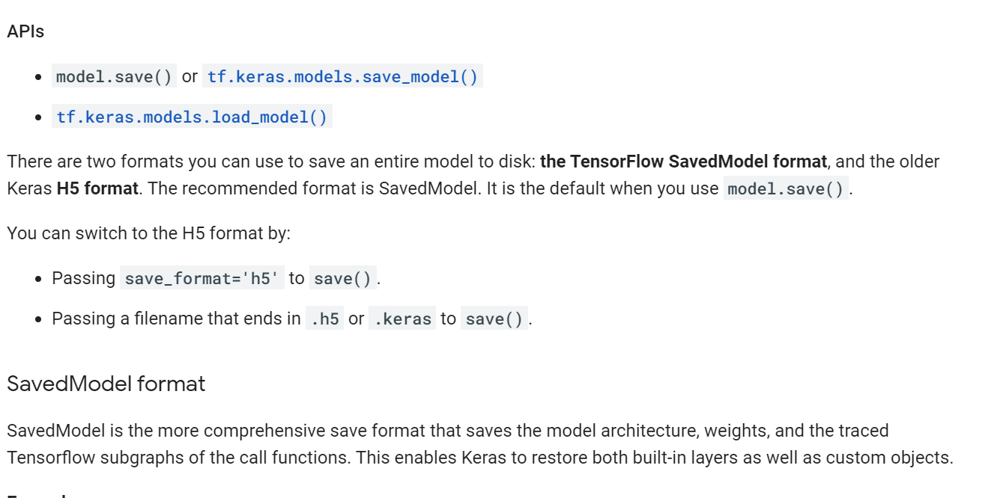 APIs
• model.save() or tf.keras.models.save_model()
• tf.keras.models.load_model()
There are two formats you can use to save an entire model to disk: the TensorFlow SavedModel format, and the older
Keras H5 format. The recommended format is SavedModel. It is the default when you use model.save().
You can switch to the H5 format by:
• Passing save_format='h5' to save().
• Passing a filename that ends in .h5 or .keras to save().
SavedModel format
SavedModel is the more comprehensive save format that saves the model architecture, weights, and the traced
Tensorflow subgraphs of the call functions. This enables Keras to restore both built-in layers as well as custom objects.